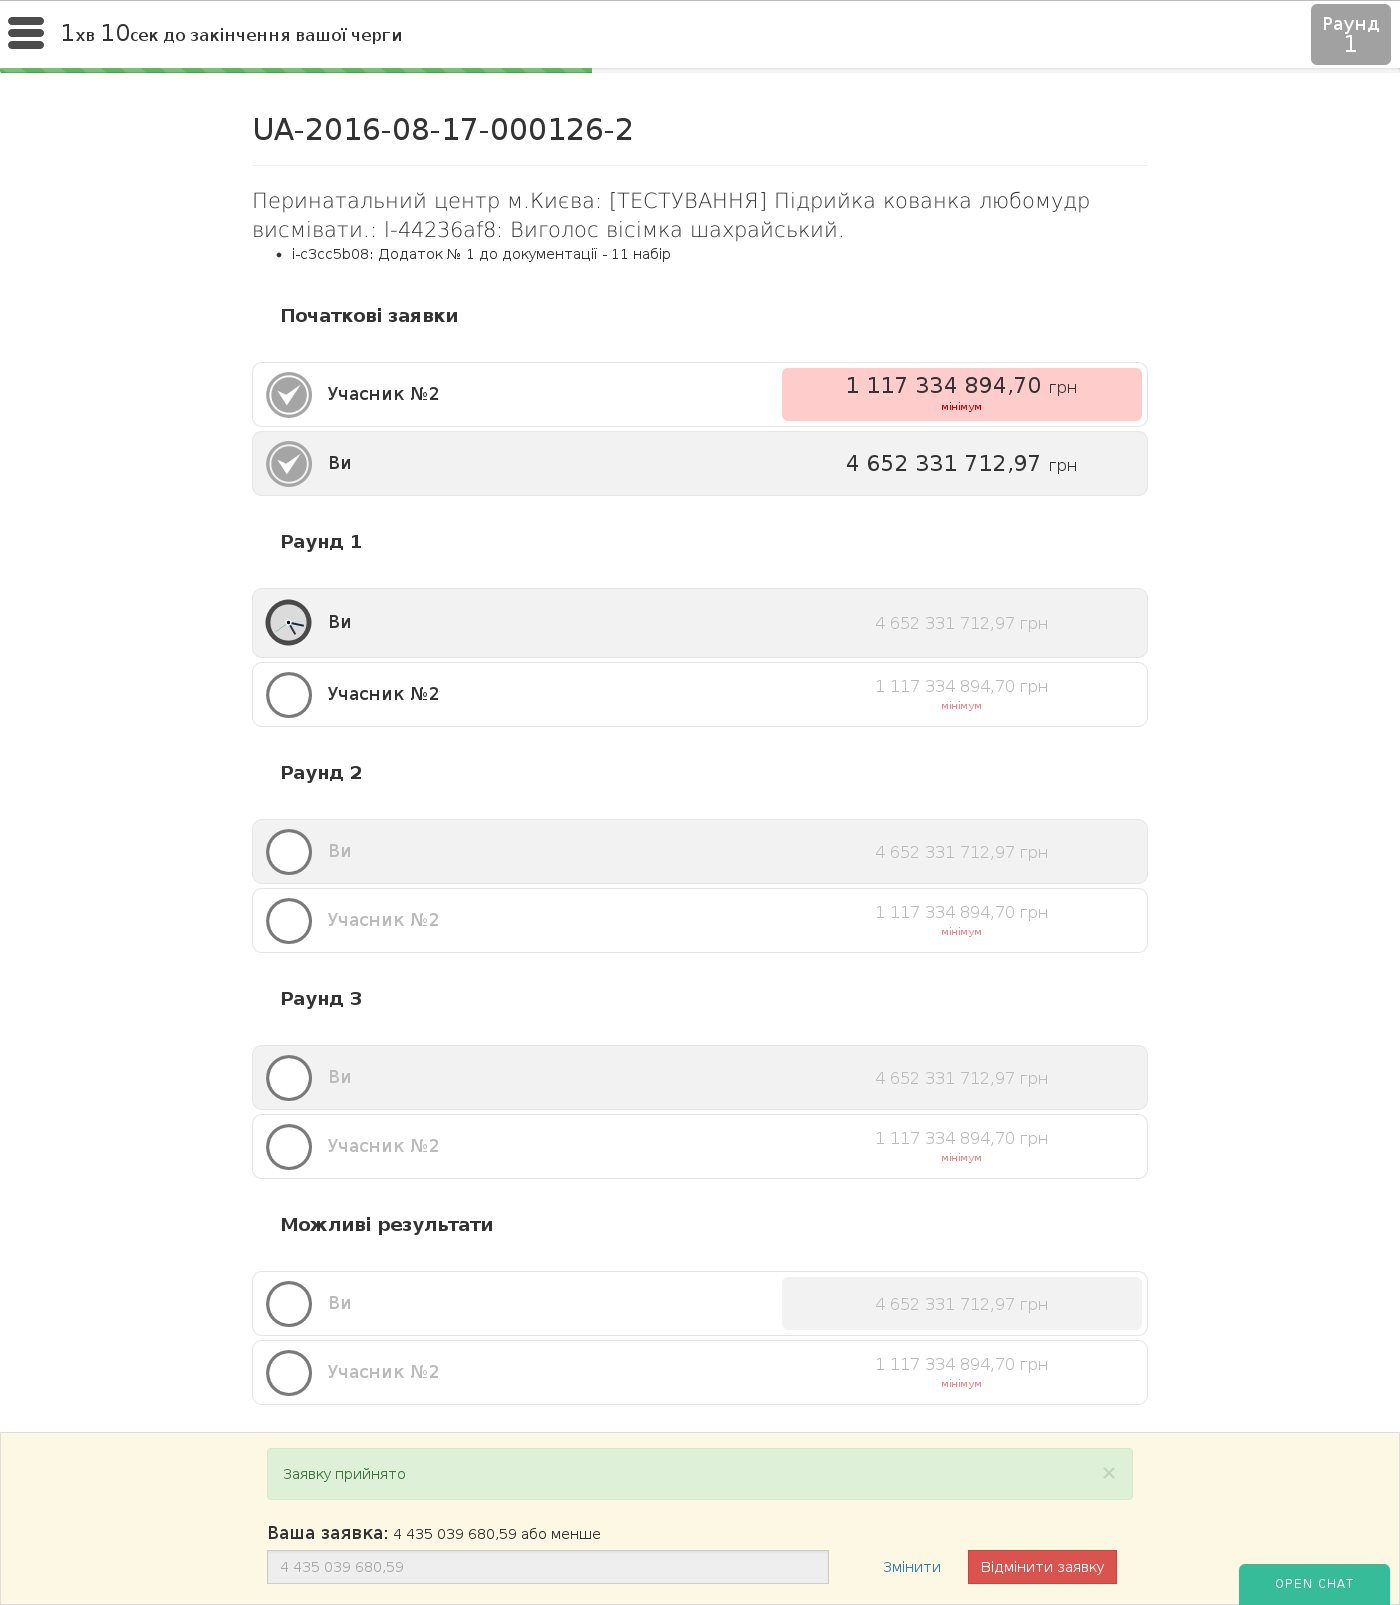 1хв 10сек до закінчення вашої черги
Раунд
1
UA-2016-08-17-000126-2
Перинатальний центр м.Києва: [ТЕСТУВАННЯ] Підрийка кованка любомудр
висмівати.: l-44236af8: Виголос вісімка шахрайський.
• i-c3cc5b08: Додаток № 1 до документації - 11 набір
Початкові заявки
Учасник №2 1 117 334 894,70 грн
мінімум
Ви 4 652 331 712,97 грн
Раунд 1
Ви 4 652 331 712,97 грн
Учасник №2 1 117 334 894,70 грн
мінімум
Раунд 2
Ви 4 652 331 712,97 грн
Учасник №2 1 117 334 894,70 грн
мінімум
Раунд 3
Ви 4 652 331 712,97 грн
Учасник №2 1 117 334 894,70 грн
мінімум
Можливі результати
Ви 4 652 331 712,97 грн
Учасник №2 1 117 334 894,70 грн
мінімум
Заявку прийнято ×
Ваша заявка: 4 435 039 680,59 або менше
4 435 039 680,59 Змінити Відмінити заявку
OPEN CHAT